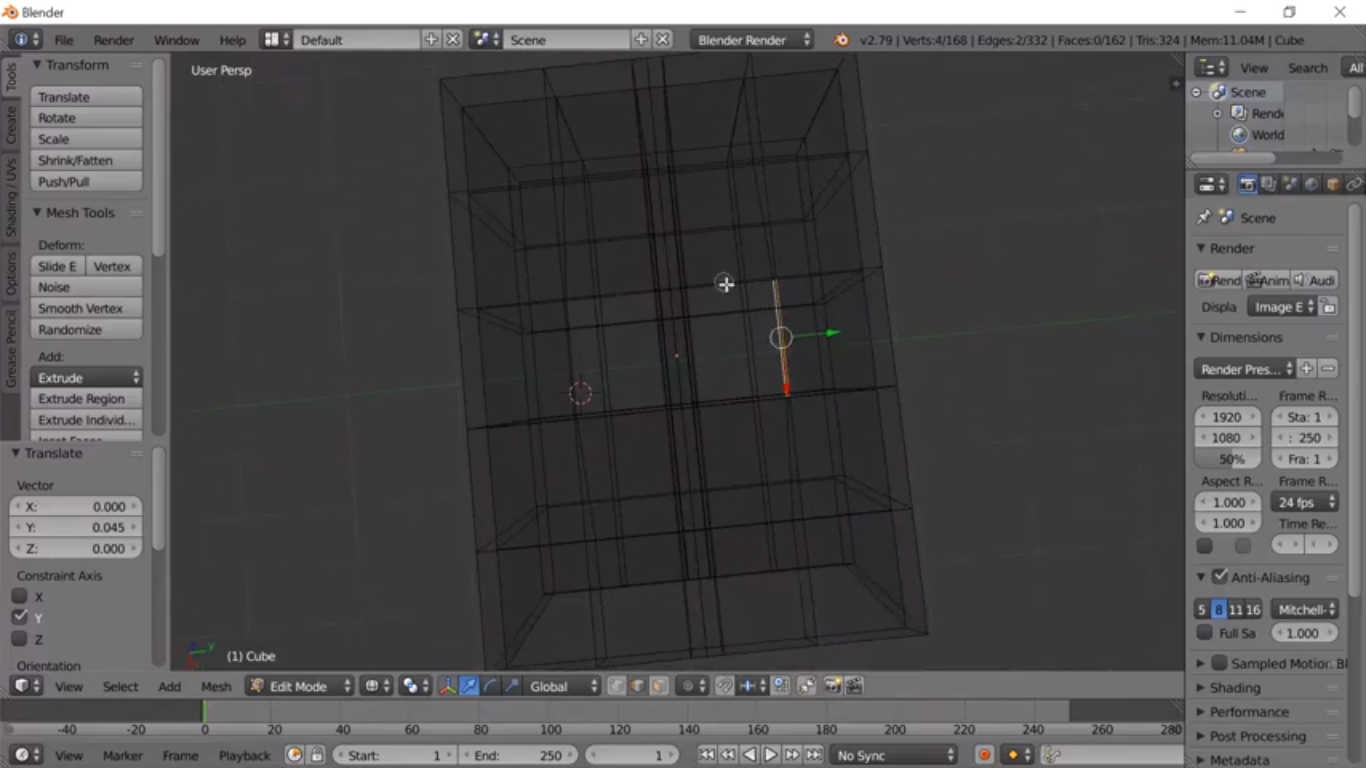 Blender
File Render Window Help Default Scene Blender Render v2.79 | Verts:4/168 | Edges:2/332 | Faces:0/162 | Tris:324 | Mem:11.04M | Cube
Tools
Create
Shading / UVs
Options
Grease Pencil
Transform
Translate
Rotate
Scale
Shrink/Fatten
Push/Pull
Mesh Tools
Deform:
Slide E Vertex
Noise
Smooth Vertex
Randomize
Add:
Extrude
Extrude Region
Extrude Individ...
Translate
Vector
X: 0.000
Y: 0.045
Z: 0.000
Constraint Axis
X
Y
Z
Orientation
User Persp
(1) Cube
View Search All
Scene
Rende
World
Scene
Render
Rend Anim Audi
Displa Image E
Dimensions
Render Pres...
Resoluti... Frame R...
1920 Sta: 1
1080 : 250
50% Fra: 1
Aspect R... Frame R...
1.000 24 fps
1.000 Time Re...
Anti-Aliasing
5 8 11 16 Mitchell-
Full Sa 1.000
Sampled Motion Bl
Shading
Performance
Post Processing
Metadata
View Select Add Mesh Edit Mode Global
-40 -20 0 20 40 60 80 100 120 140 160 180 200 220 240 260 280
View Marker Frame Playback Start: 1 End: 250 1 No Sync